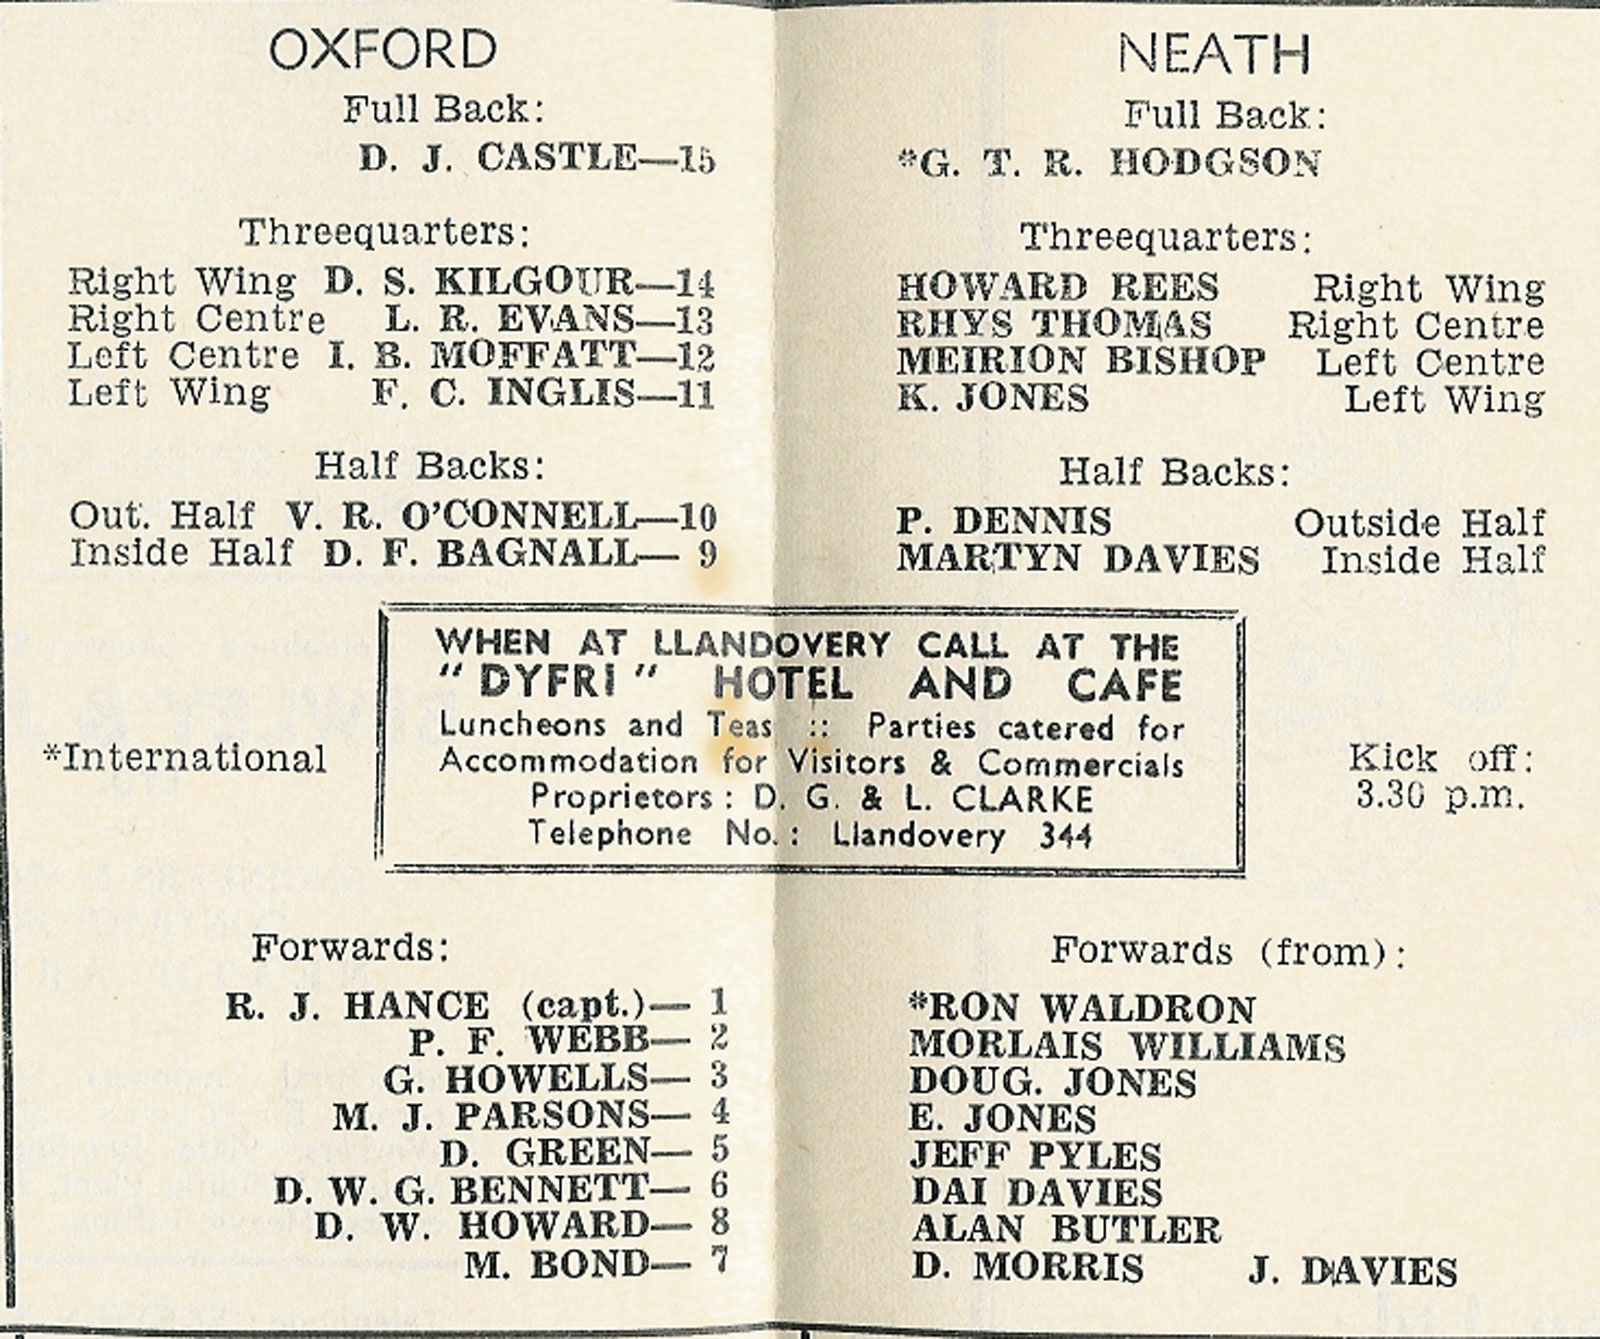 OXFORD
Full Back:
D. J. CASTLE—15
Threequarters:
Right Wing D. S. KILGOUR—14
Right Centre L. R. EVANS—13
Left Centre I. B. MOFFATT—12
Left Wing F. C. INGLIS—11
Half Backs:
Out. Half V. R. O'CONNELL—10
Inside Half D. F. BAGNALL— 9
NEATH
Full Back:
*G. T. R. HODGSON
Threequarters:
HOWARD REES Right Wing
RHYS THOMAS Right Centre
MEIRION BISHOP Left Centre
K. JONES Left Wing
Half Backs:
P. DENNIS Outside Half
MARTYN DAVIES Inside Half
*International
WHEN AT LLANDOVERY CALL AT THE
"DYFRI" HOTEL AND CAFE
Luncheons and Teas :: Parties catered for
Accommodation for Visitors & Commercials
Proprietors : D. G. & L. CLARKE
Telephone No. : Llandovery 344
Kick off:
3.30 p.m.
Forwards:
R. J. HANCE (capt.)— 1
P. F. WEBB— 2
G. HOWELLS— 3
M. J. PARSONS— 4
D. GREEN— 5
D. W. G. BENNETT— 6
D. W. HOWARD— 8
M. BOND— 7
Forwards (from):
*RON WALDRON
MORLAIS WILLIAMS
DOUG. JONES
E. JONES
JEFF PYLES
DAI DAVIES
ALAN BUTLER
D. MORRIS J. DAVIES